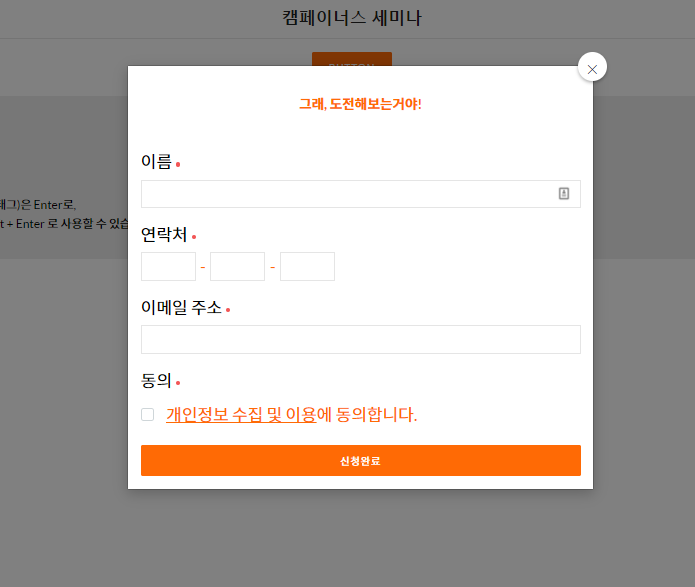 캠페이너스 세미나
BUTTON
그래, 도전해보는거야!
이름
연락처
- -
이메일 주소
동의
개인정보 수집 및 이용에 동의합니다.
신청완료
태그)은 Enter로,
+ Enter 로 사용할 수 있습